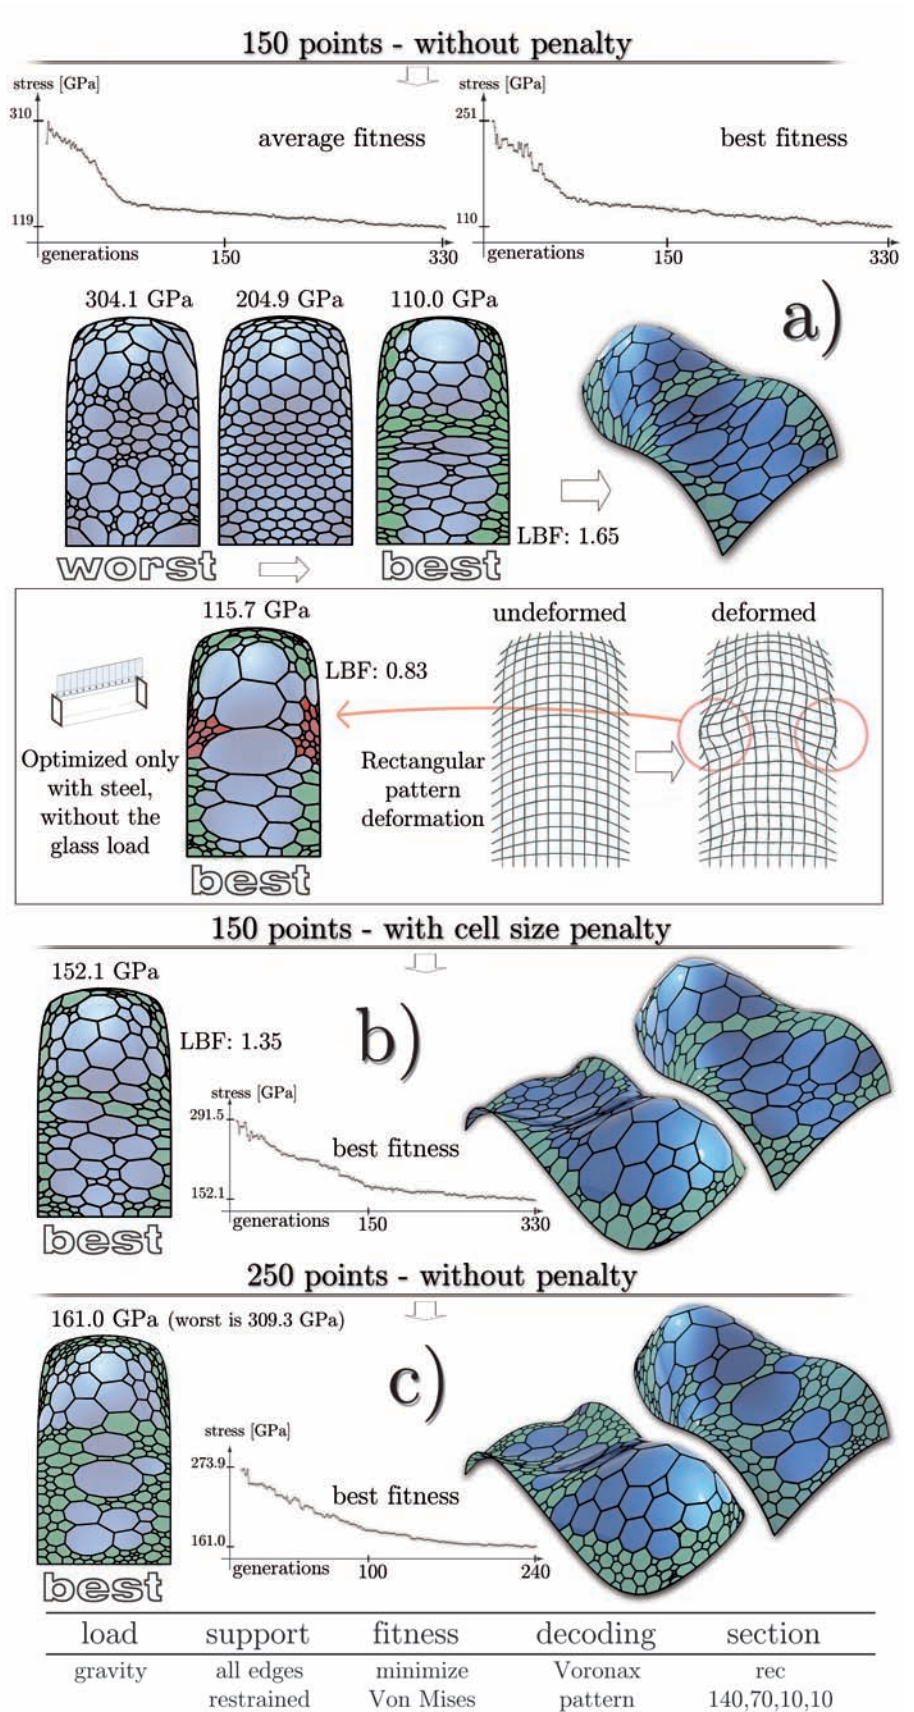 150 points - without penalty
stress [GPa]
310
average fitness
119
generations
150
330
stress [GPa]
251
best fitness
110
generations
150
330
304.1 GPa
204.9 GPa
110.0 GPa
a)
LBF: 1.65
worst
best
115.7 GPa
undeformed
deformed
LBF: 0.83
Optimized only
with steel,
without the
glass load
Rectangular
pattern
deformation
best
150 points - with cell size penalty
152.1 GPa
LBF: 1.35
b)
stress [GPa]
291.5
best fitness
152.1
generations
150
330
best
250 points - without penalty
161.0 GPa (worst is 309.3 GPa)
c)
stress [GPa]
273.9
best fitness
161.0
generations
100
240
best
load support fitness decoding section
gravity all edges minimize Voronax rec
restrained Von Mises pattern 140,70,10,10